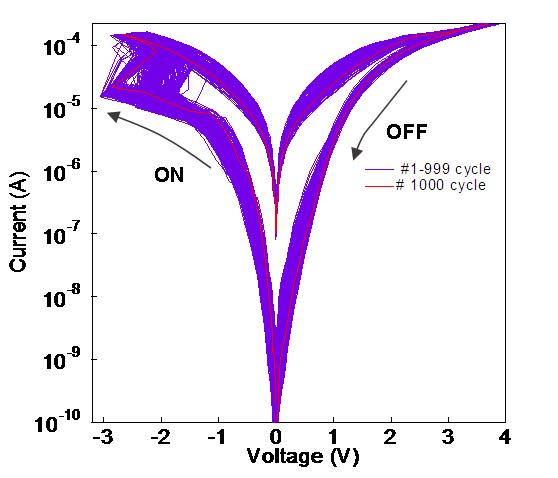 10-4
10-5
10-6
10-7
10-8
10-9
10-10
Current (A)
OFF
ON
#1-999 cycle
# 1000 cycle
-3 -2 -1 0 1 2 3 4
Voltage (V)